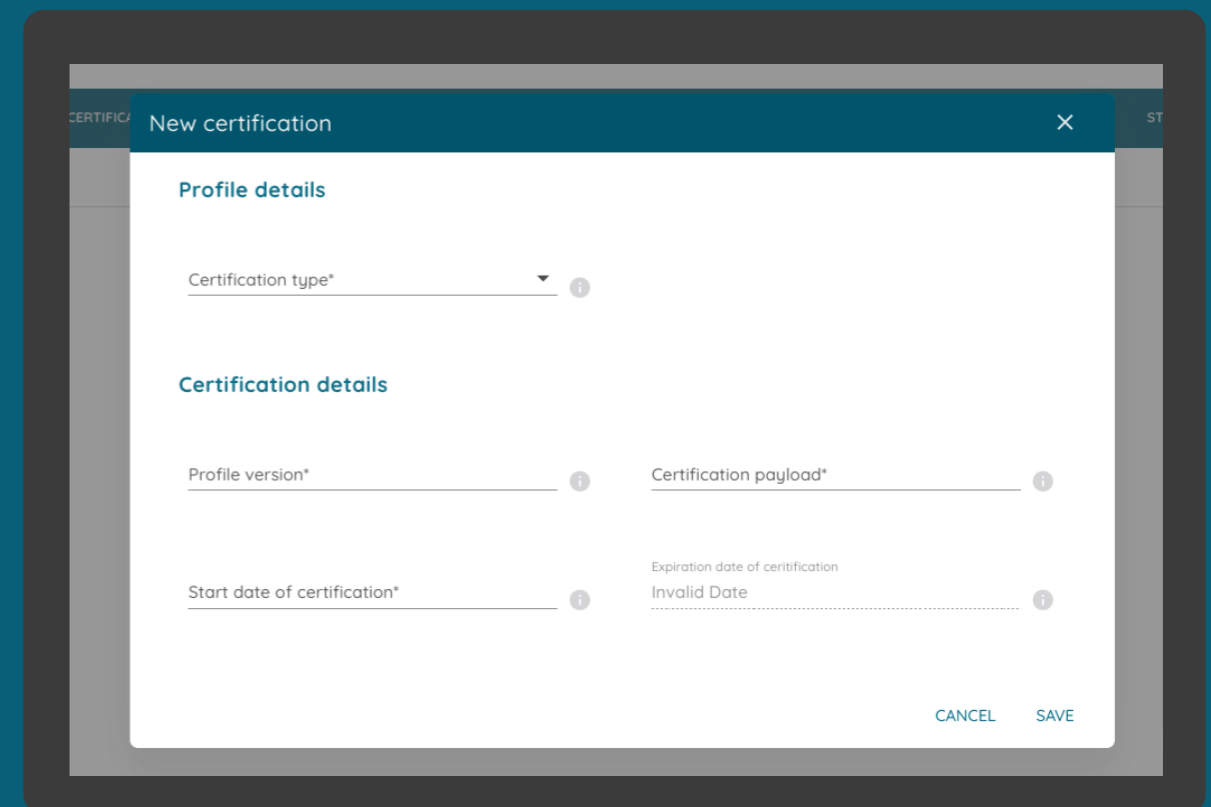 CERTIFICA
ST
New certification
Profile details
Certification type*
Certification details
Profile version*
Certification payload*
Start date of certification*
Expiration date of ceritification
Invalid Date
CANCEL
SAVE